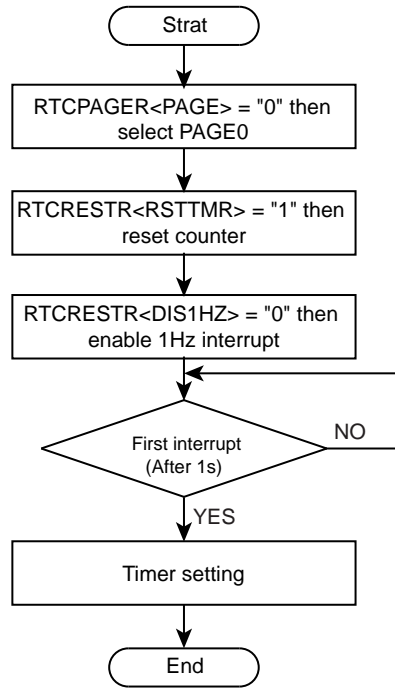 Strat
RTCPAGER<PAGE> = "0" then
select PAGE0
RTCRESTR<RSTTMR> = "1" then
reset counter
RTCRESTR<DIS1HZ> = "0" then
enable 1Hz interrupt
First interrupt
(After 1s)
NO
YES
Timer setting
End